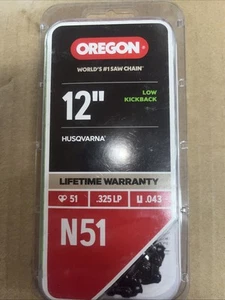 OREGON
WORLD'S #1 SAW CHAIN
12"
LOW
KICKBACK
HUSQVARNA
LIFETIME WARRANTY
51 .325 LP .043
N51